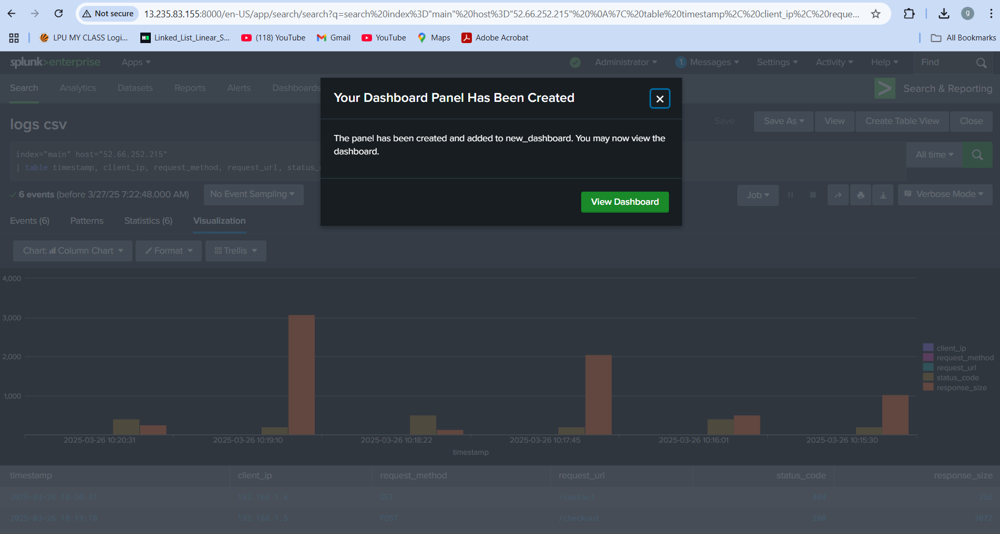 Not secure
13.235.83.155:8000/en-US/app/search/search?q=search%20index%3D"main"%20host%3D"52.66.252.215"%20%0A%7C%20table%20timestamp%2C%20client_ip%2C%20reque...
g
LPU MY CLASS Logi...
Linked_List_Linear_S...
(118) YouTube
Gmail
YouTube
Maps
Adobe Acrobat
All Bookmarks
splunk>enterprise
Apps
Administrator
1 Messages
Settings
Activity
Help
Find
Search
Analytics
Datasets
Reports
Alerts
Dashboards
> Search & Reporting
Your Dashboard Panel Has Been Created
The panel has been created and added to new_dashboard. You may now view the
dashboard.
View Dashboard
logs csv
Save
Save As
View
Create Table View
Close
index="main" host="52.66.252.215"
| table timestamp, client_ip, request_method, request_url, status_
All time
6 events (before 3/27/25 7:22:48.000 AM)
No Event Sampling
Job
Verbose Mode
Events (6)
Patterns
Statistics (6)
Visualization
Chart: Column Chart
Format
Trellis
4,000
3,000
2,000
1,000
client_ip
request_method
request_url
status_code
response_size
2025-03-26 10:20:31
2025-03-26 10:19:10
2025-03-26 10:18:22
2025-03-26 10:17:45
2025-03-26 10:16:01
2025-03-26 10:15:30
timestamp
timestamp client_ip request_method request_url status_code response_size
2025-03-26 10:20:31 192.168.1.6 GET /contact 404 256
2025-03-26 10:19:10 192.168.1.5 POST /checkout 200 3072